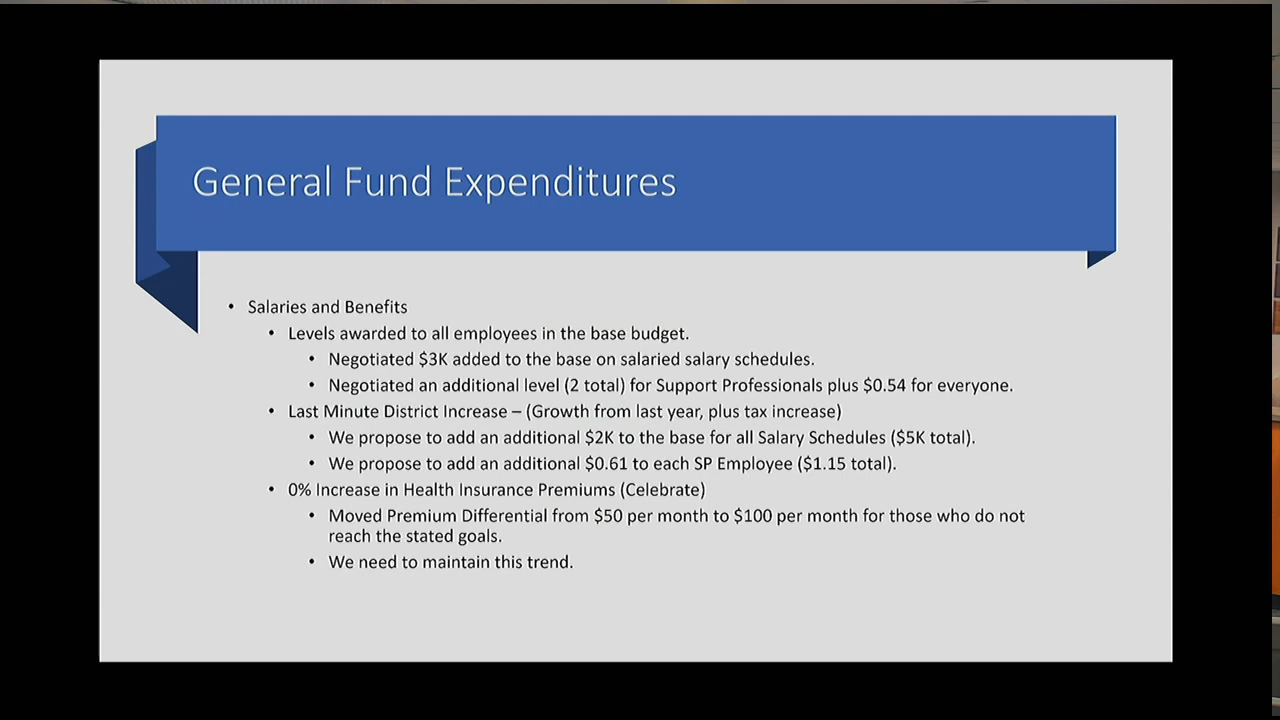 General Fund Expenditures
• Salaries and Benefits
• Levels awarded to all employees in the base budget.
• Negotiated $3K added to the base on salaried salary schedules.
• Negotiated an additional level (2 total) for Support Professionals plus $0.54 for everyone.
• Last Minute District Increase – (Growth from last year, plus tax increase)
• We propose to add an additional $2K to the base for all Salary Schedules ($5K total).
• We propose to add an additional $0.61 to each SP Employee ($1.15 total).
• 0% Increase in Health Insurance Premiums (Celebrate)
• Moved Premium Differential from $50 per month to $100 per month for those who do not
reach the stated goals.
• We need to maintain this trend.